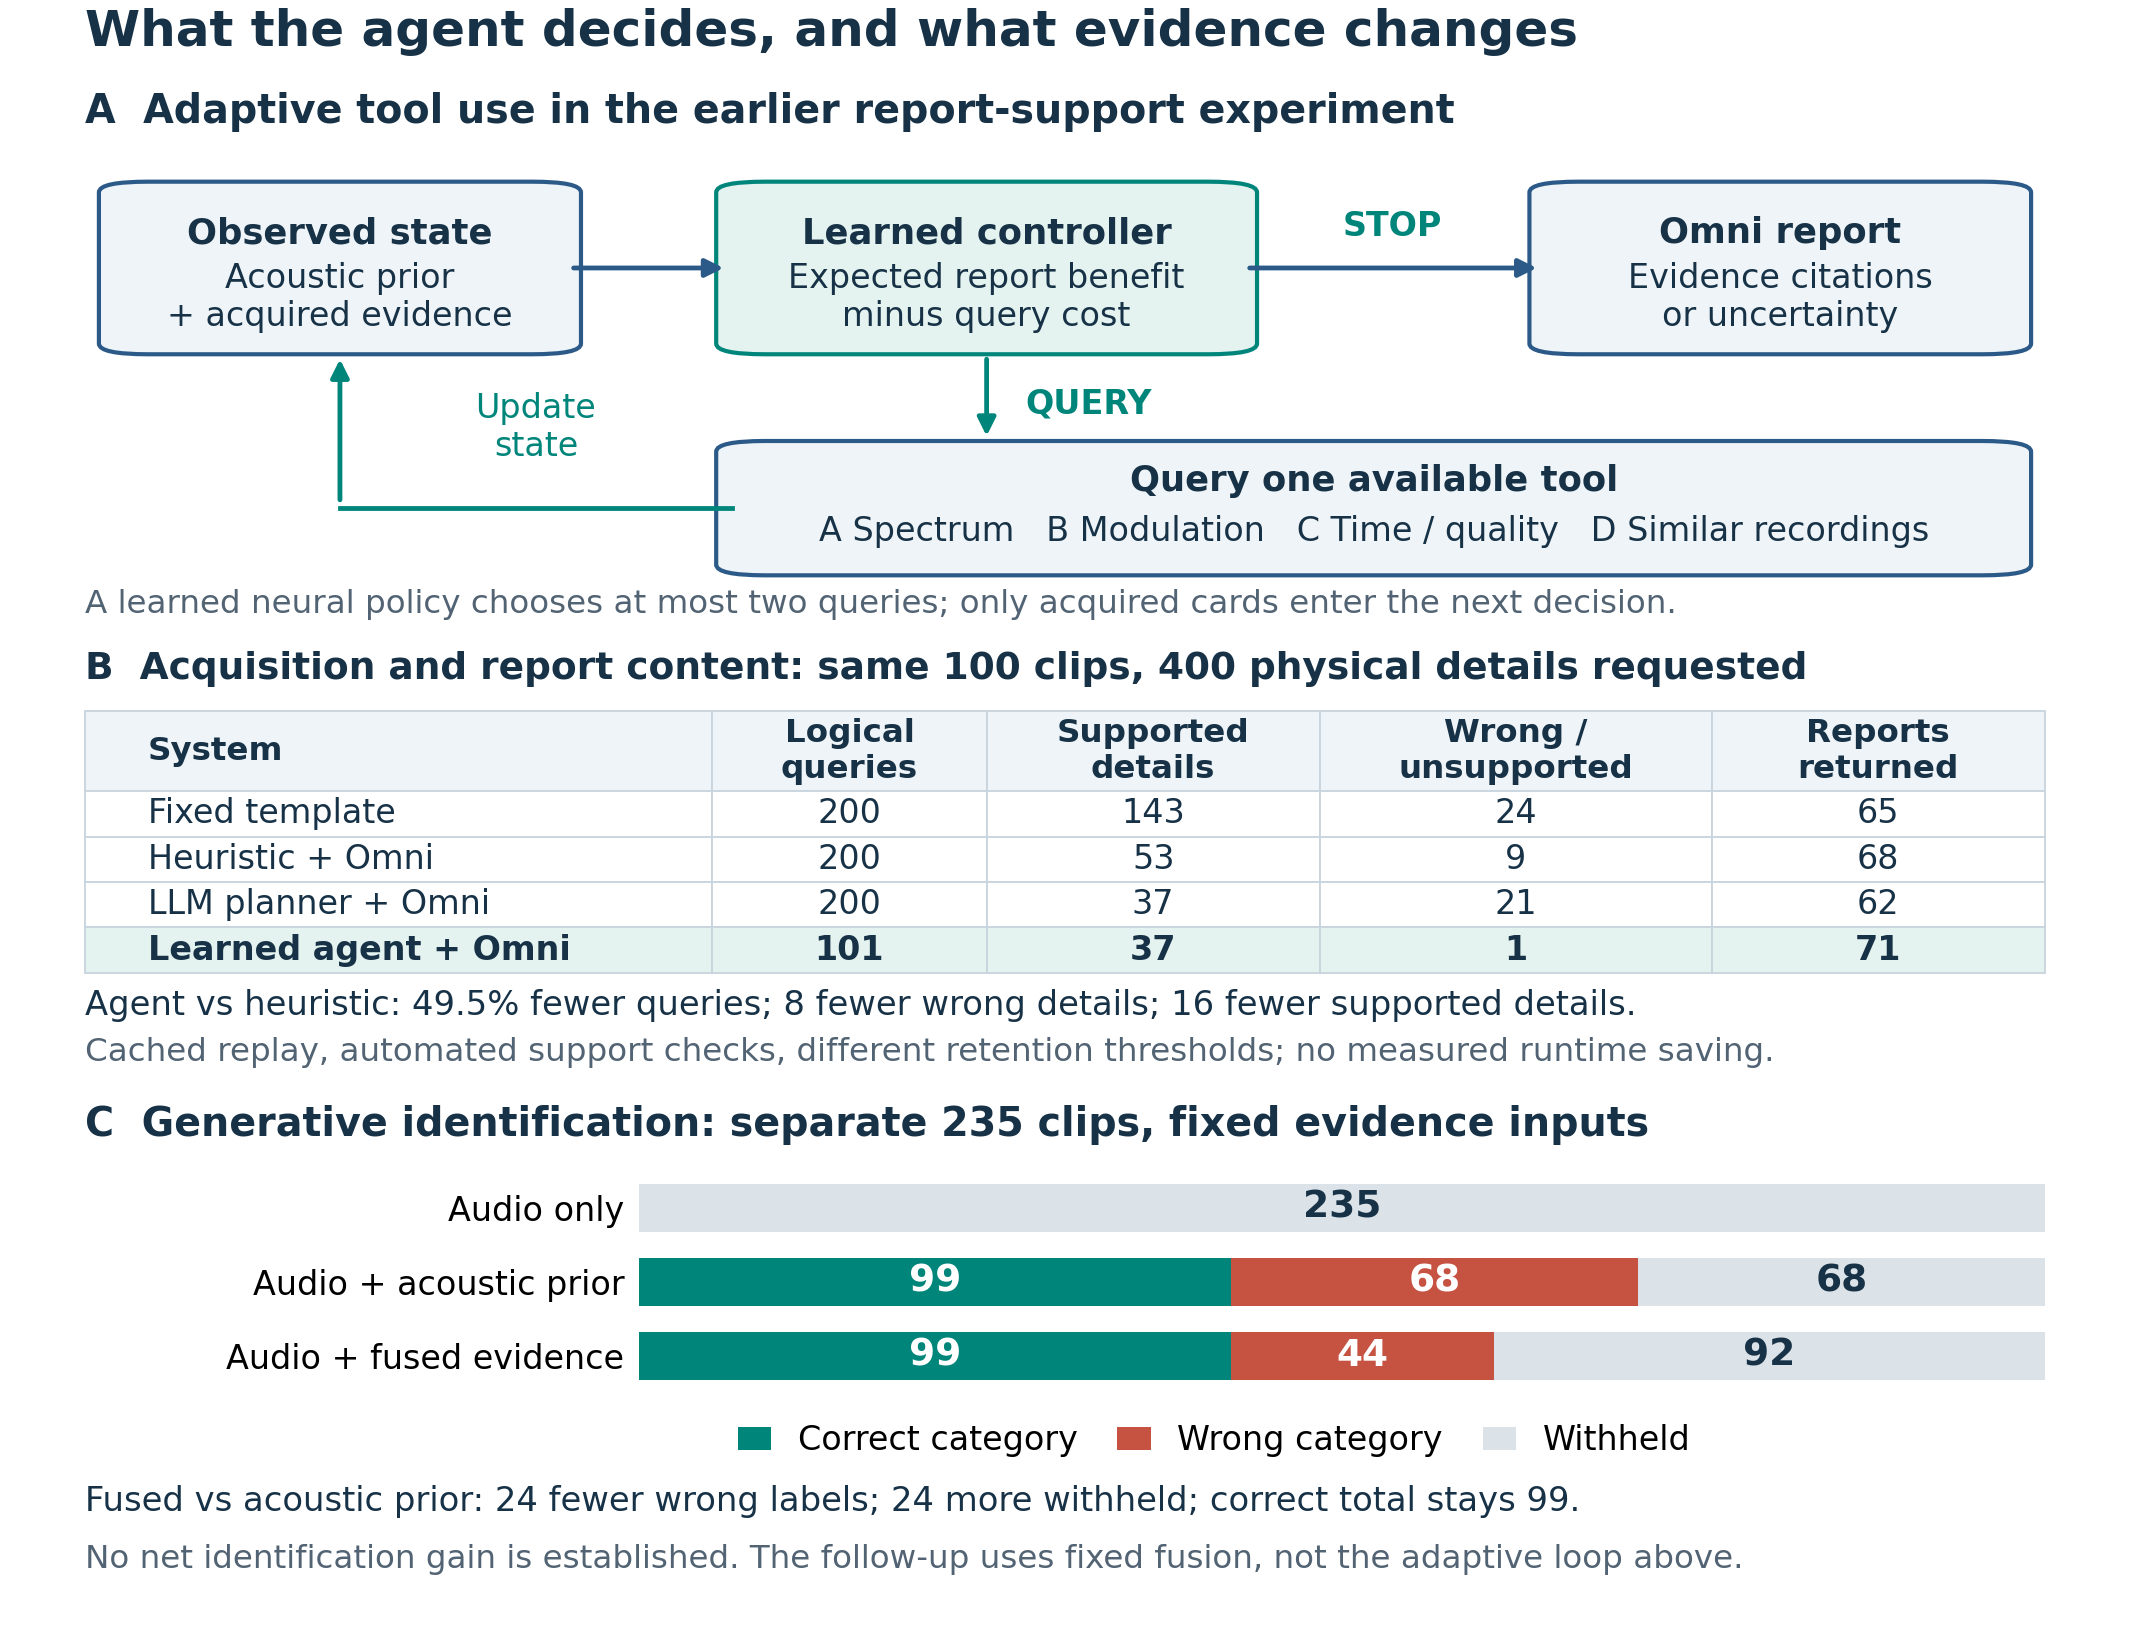 What the agent decides, and what evidence changes
A Adaptive tool use in the earlier report-support experiment
Observed state
Acoustic prior
+ acquired evidence
Learned controller
Expected report benefit
minus query cost
STOP
Omni report
Evidence citations
or uncertainty
Update
state
QUERY
Query one available tool
A Spectrum B Modulation C Time / quality D Similar recordings
A learned neural policy chooses at most two queries; only acquired cards enter the next decision.
B Acquisition and report content: same 100 clips, 400 physical details requested
System Logical queries Supported details Wrong / unsupported Reports returned
Fixed template 200 143 24 65
Heuristic + Omni 200 53 9 68
LLM planner + Omni 200 37 21 62
Learned agent + Omni 101 37 1 71
Agent vs heuristic: 49.5% fewer queries; 8 fewer wrong details; 16 fewer supported details.
Cached replay, automated support checks, different retention thresholds; no measured runtime saving.
C Generative identification: separate 235 clips, fixed evidence inputs
Audio only 235
Audio + acoustic prior 99 68 68
Audio + fused evidence 99 44 92
Correct category Wrong category Withheld
Fused vs acoustic prior: 24 fewer wrong labels; 24 more withheld; correct total stays 99.
No net identification gain is established. The follow-up uses fixed fusion, not the adaptive loop above.